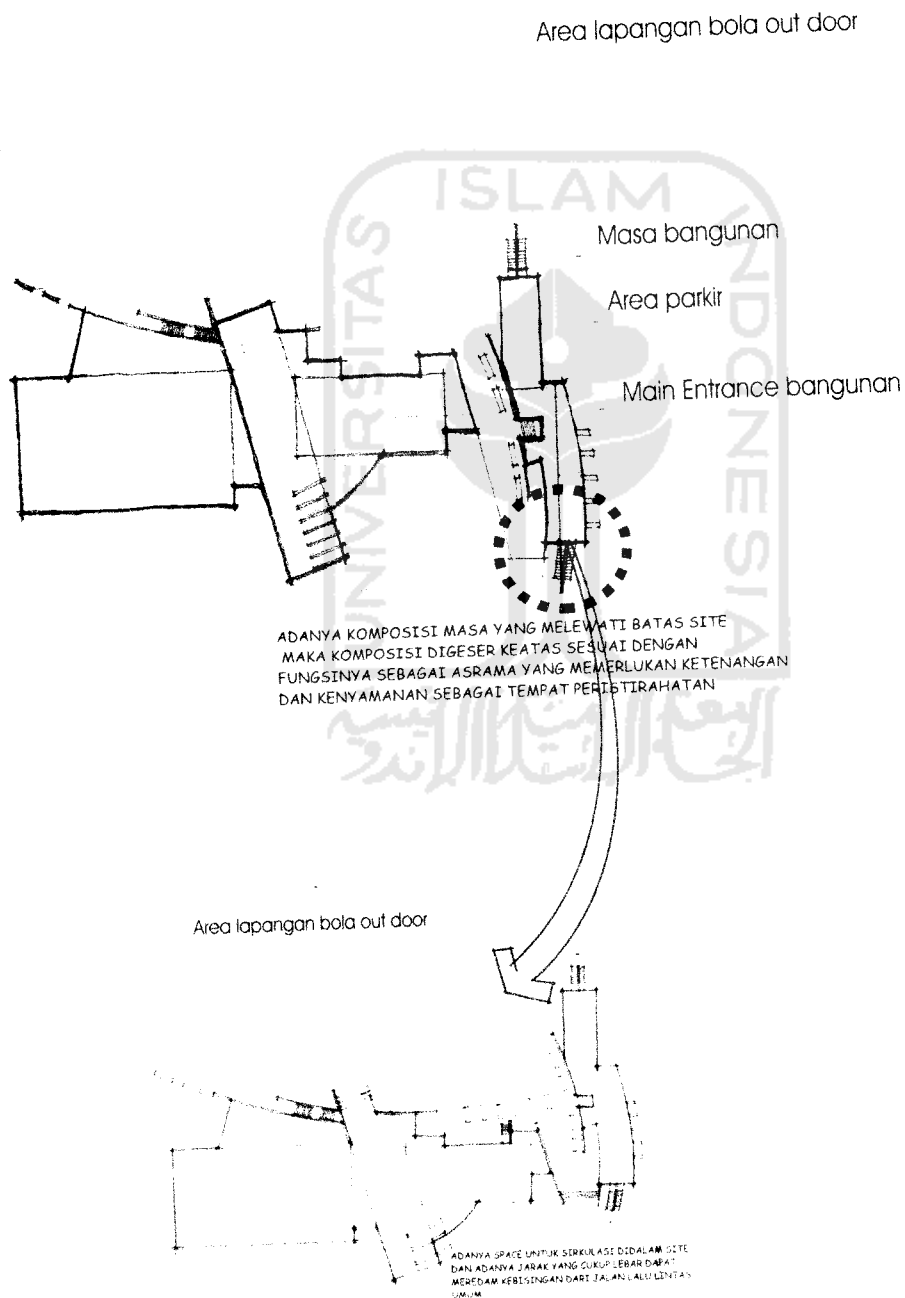 Area lapangan bola out door
ISLAM
UNIVERSITAS
INDONESIA
Masa bangunan
Area parkir
Main Entrance bangunan
ADANYA KOMPOSISI MASA YANG MELEWATI BATAS SITE
MAKA KOMPOSISI DIGESER KEATAS SESUAI DENGAN
FUNGSINYA SEBAGAI ASRAMA YANG MEMERLUKAN KETENANGAN
DAN KENYAMANAN SEBAGAI TEMPAT PERISTIRAHATAN
Area lapangan bola out door
ADANYA SPACE UNTUK SIRKULASI DIDALAM SITE
DAN ADANYA JARAK YANG CUKUP LEBAR DAPAT
MEREDAM KEBISINGAN DARI JALAN LALU LINTAS
UMUM